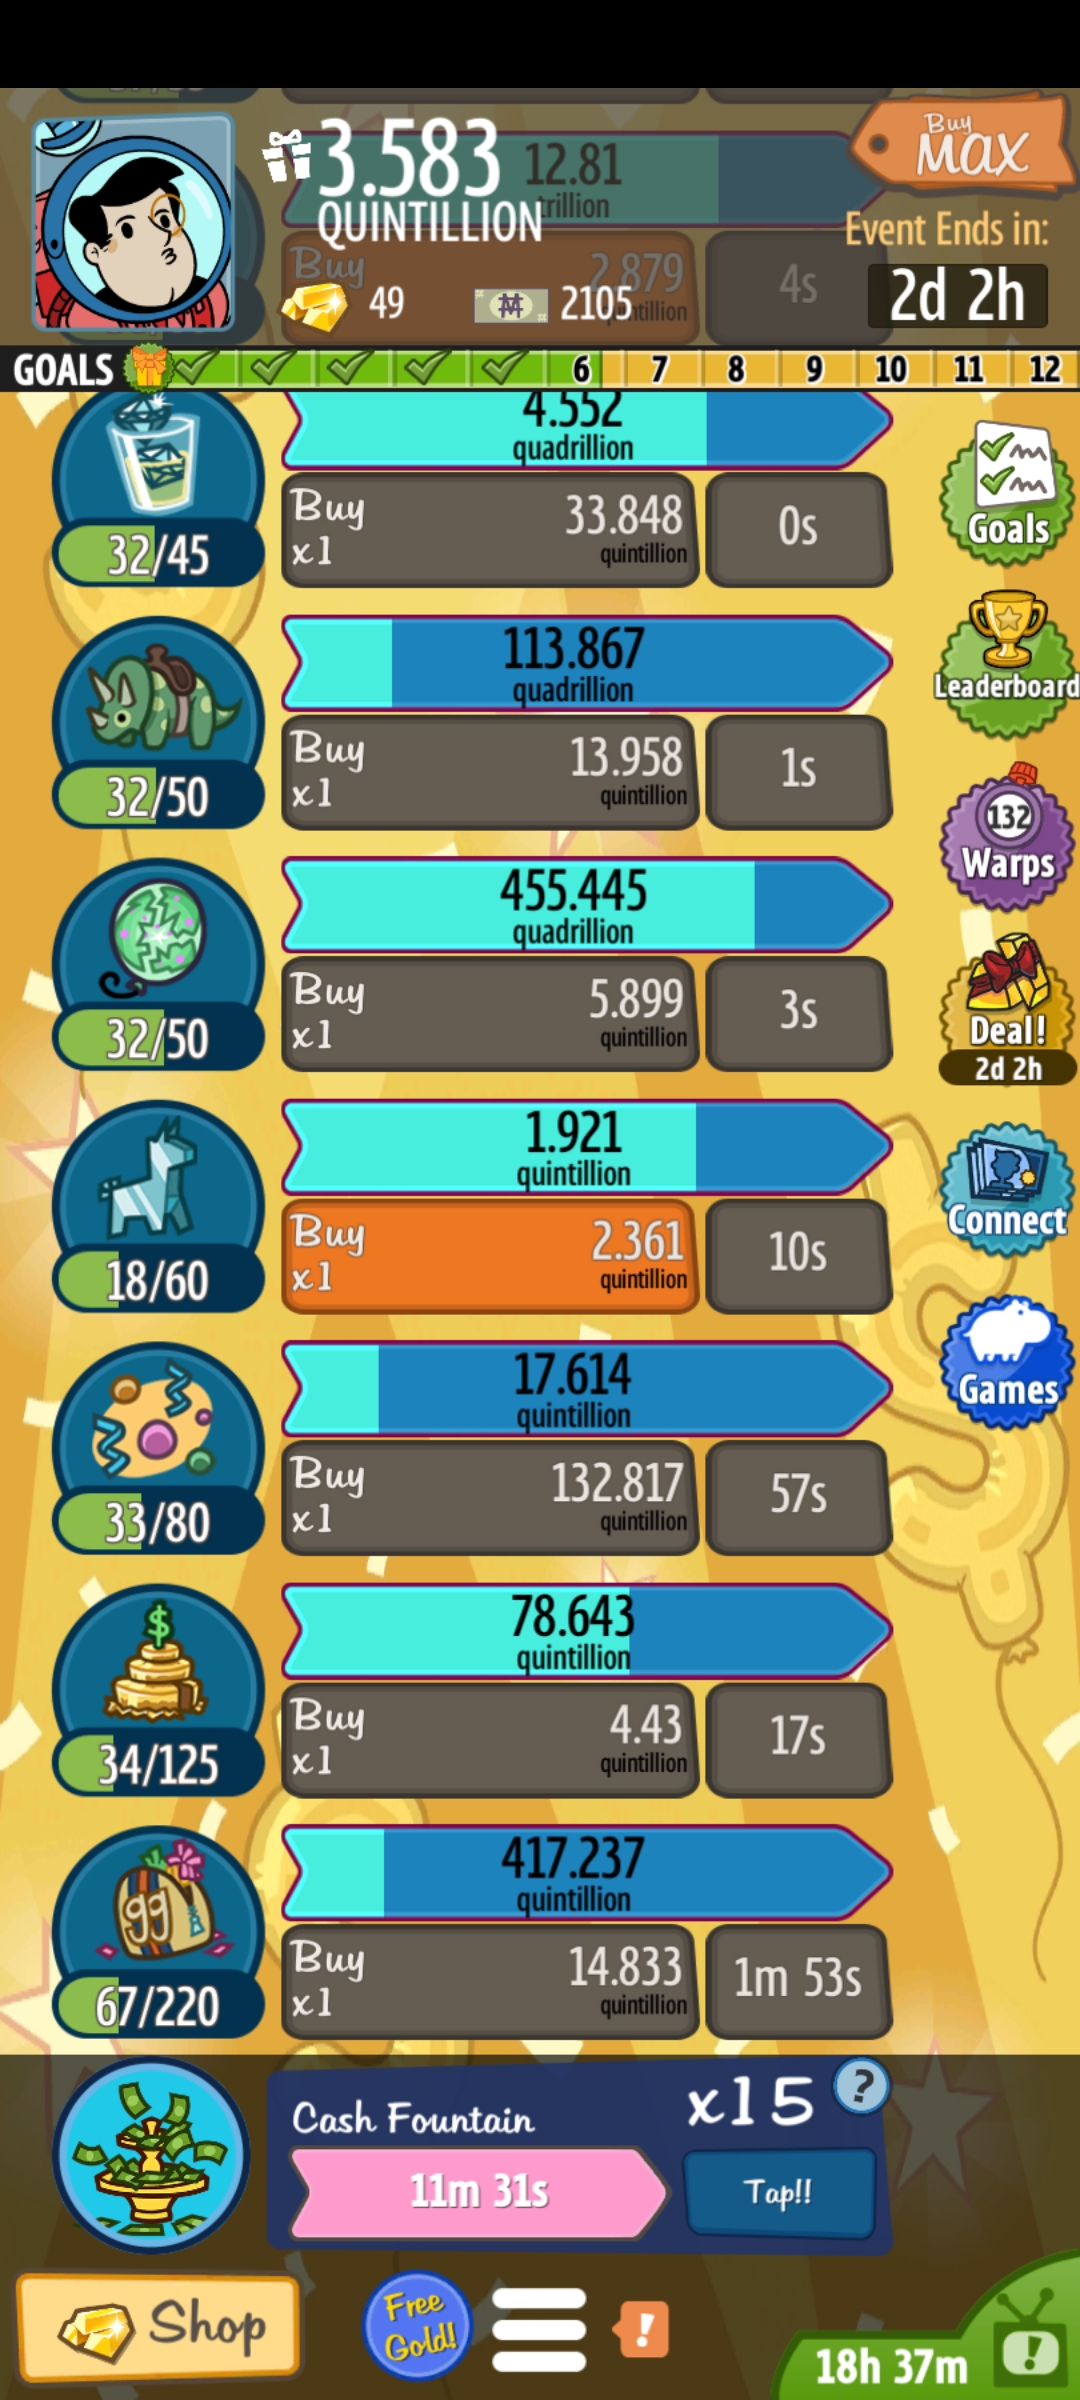 3.583
QUINTILLION
12.81
trillion
Buy
MAX
Event Ends in:
2d 2h
Buy
2.879
4s
49
2105
GOALS 6 7 8 9 10 11 12
4.552
quadrillion
Buy
x1
33.848
quintillion
0s
32/45
Goals
113.867
quadrillion
Leaderboard
Buy
x1
13.958
quintillion
1s
32/50
132
Warps
455.445
quadrillion
Buy
x1
5.899
quintillion
3s
32/50
Deal!
2d 2h
1.921
quintillion
Buy
x1
2.361
quintillion
10s
18/60
Connect
17.614
quintillion
Games
Buy
x1
132.817
quintillion
57s
33/80
$
78.643
quintillion
Buy
x1
4.43
quintillion
17s
34/125
417.237
quintillion
gg
Buy
x1
14.833
quintillion
1m 53s
67/220
Cash Fountain
x15
?
11m 31s
Tap!!
Shop
Free
Gold!
!
18h 37m
!